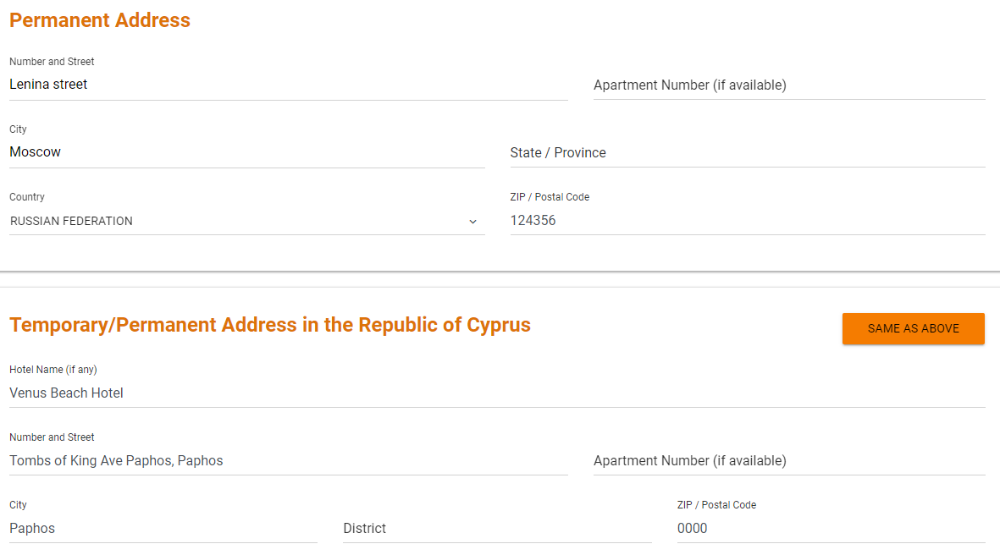 Permanent Address
Number and Street
Lenina street
Apartment Number (if available)
City
Moscow
State / Province
Country
RUSSIAN FEDERATION
ZIP / Postal Code
124356
Temporary/Permanent Address in the Republic of Cyprus
SAME AS ABOVE
Hotel Name (if any)
Venus Beach Hotel
Number and Street
Tombs of King Ave Paphos, Paphos
Apartment Number (if available)
City
Paphos
District
ZIP / Postal Code
0000